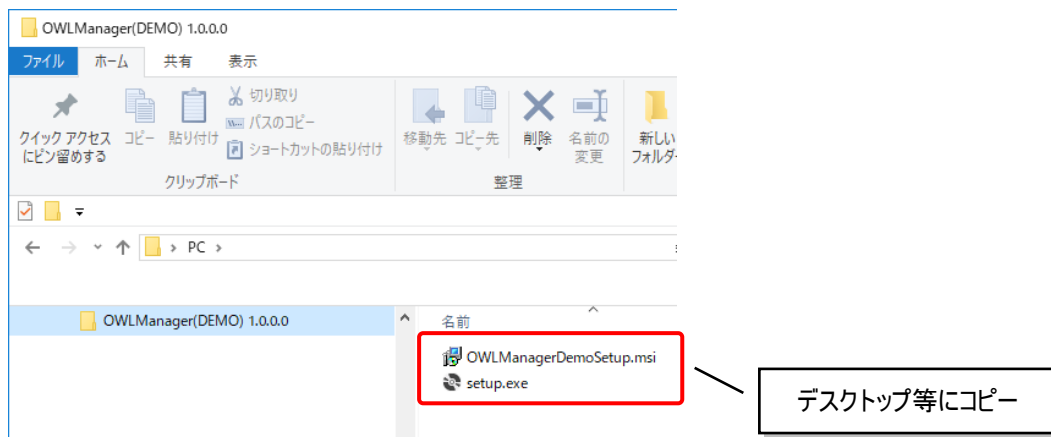 OWLManager(DEMO) 1.0.0.0
ファイル ホーム 共有 表示
クイック アクセス
にピン留めする
コピー
貼り付け
切り取り
パスのコピー
ショートカットの貼り付け
クリップボード
移動先
コピー先
削除
名前の
変更
整理
新しい
フォルダー
PC
OWLManager(DEMO) 1.0.0.0
名前
OWLManagerDemoSetup.msi
setup.exe
デスクトップ等にコピー